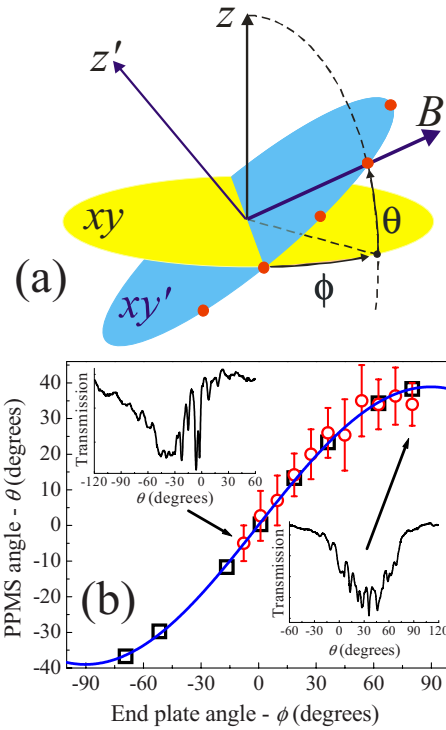 z
z′
B
xy
θ
(a)
ϕ
xy′
40
30
20
10
0
-10
-20
-30
-40
PPMS angle - θ (degrees)
Transmission
-120 -90 -60 -30 0 30 60
θ (degrees)
(b)
Transmission
-60 -30 0 30 60 90 120
θ (degrees)
-90 -60 -30 0 30 60 90
End plate angle - ϕ (degrees)